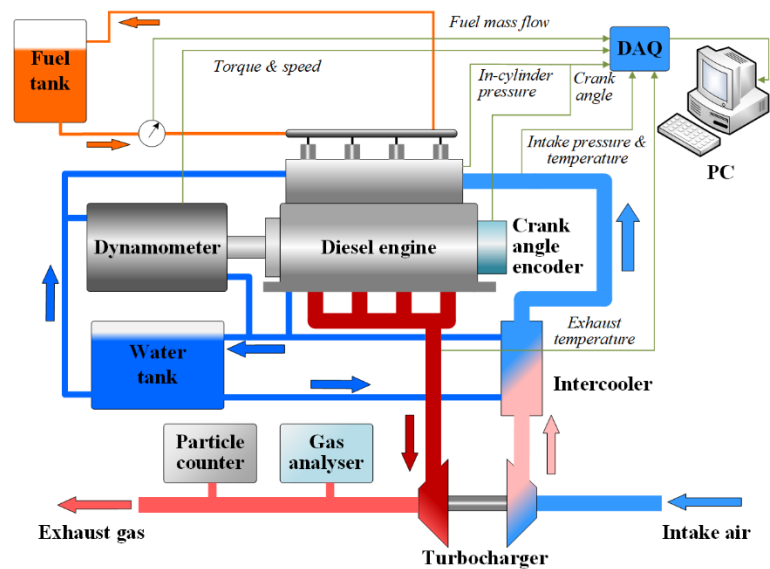 Fuel mass flow
Fuel
tank
Torque & speed
In-cylinder
pressure
Crank
angle
DAQ
PC
Intake pressure &
temperature
Dynamometer
Diesel engine
Crank
angle
encoder
Water
tank
Exhaust
temperature
Intercooler
Particle
counter
Gas
analyser
Exhaust gas
Turbocharger
Intake air